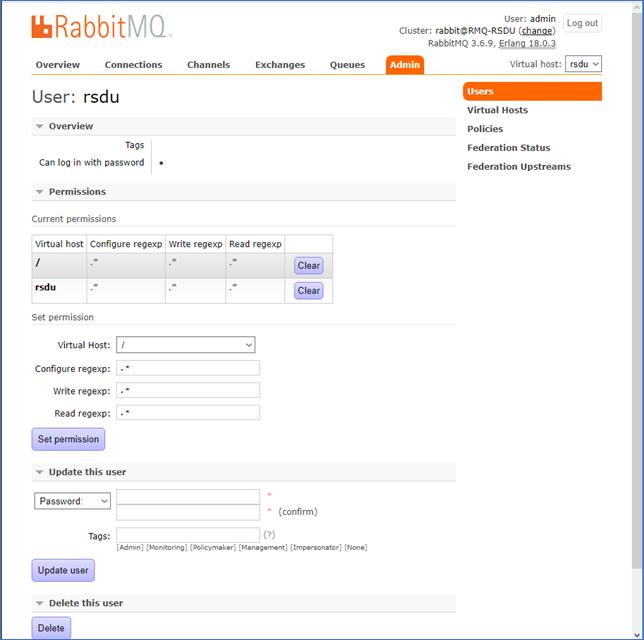 RabbitMQ
User: admin
Log out
Cluster: rabbit@RMQ-RSDU (change)
RabbitMQ 3.6.9, Erlang 18.0.3
Overview Connections Channels Exchanges Queues Admin
Virtual host: rsdu
User: rsdu
Users
Virtual Hosts
Policies
Federation Status
Federation Upstreams
Overview
Tags
Can log in with password •
Permissions
Current permissions
Virtual host Configure regexp Write regexp Read regexp
/ .* .* .* Clear
rsdu .* .* .* Clear
Set permission
Virtual Host: /
Configure regexp: .*
Write regexp: .*
Read regexp: .*
Set permission
Update this user
Password: *
* (confirm)
Tags: (?)
[Admin] [Monitoring] [Policymaker] [Management] [Impersonator] [None]
Update user
Delete this user
Delete